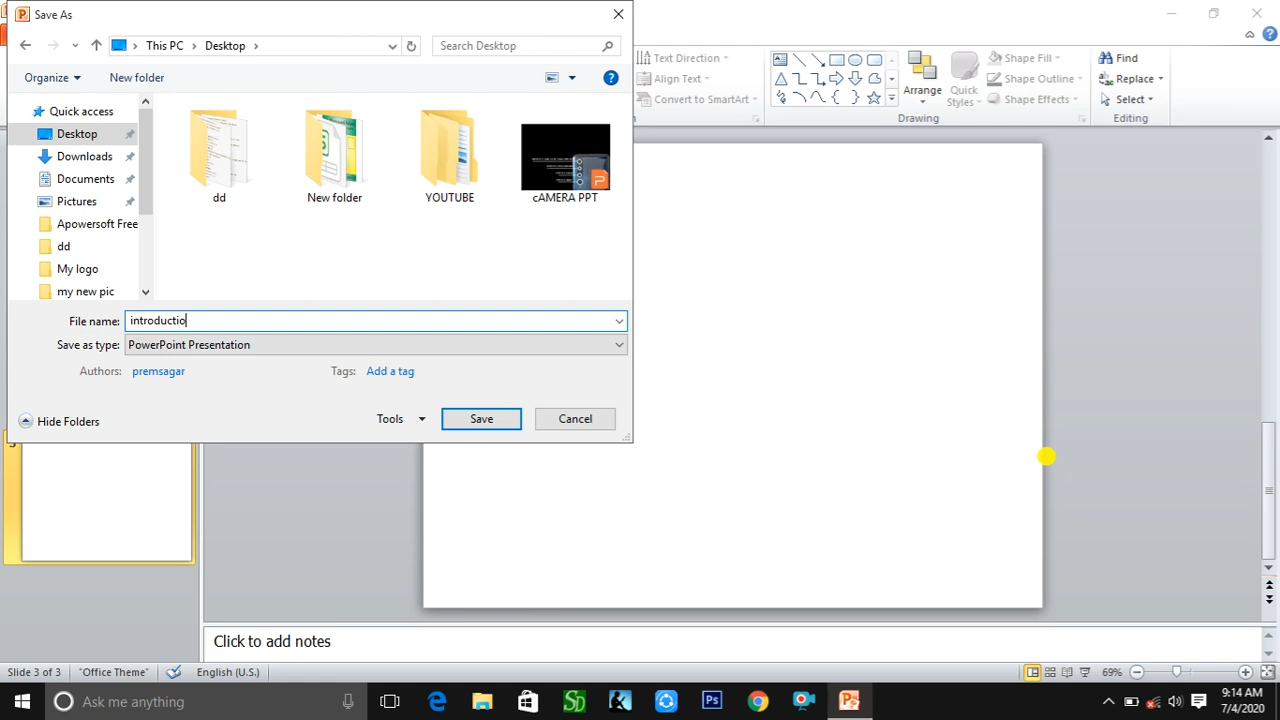 Save As
This PC
Desktop
Search Desktop
Organize
New folder
Quick access
Desktop
Downloads
Documents
Pictures
Apowersoft Free
dd
My logo
my new pic
dd
New folder
YOUTUBE
cAMERA PPT
File name:
introductio
Save as type:
PowerPoint Presentation
Authors:
premsagar
Tags:
Add a tag
Hide Folders
Tools
Save
Cancel
Text Direction
Align Text
Convert to SmartArt
Arrange
Quick
Styles
Shape Fill
Shape Outline
Shape Effects
Drawing
Find
Replace
Select
Editing
Click to add notes
Slide 3 of 3
"Office Theme"
English (U.S.)
69%
Ask me anything
9:14 AM
7/4/2020